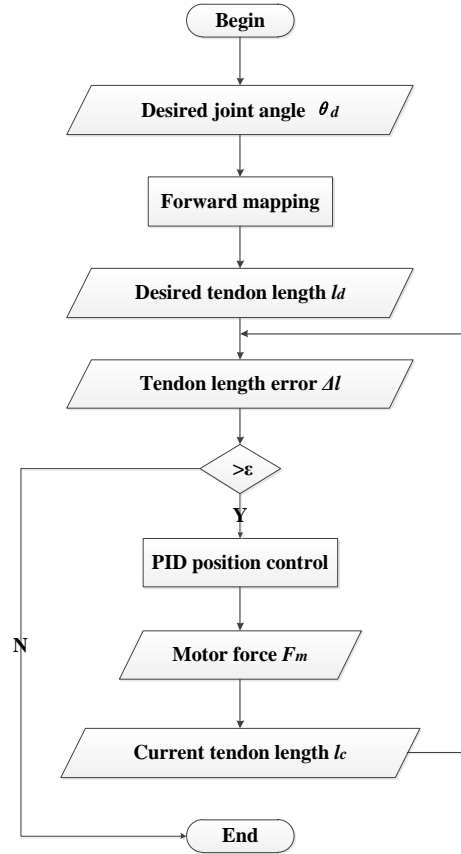 Begin
Desired joint angle θd
Forward mapping
Desired tendon length ld
Tendon length error Δl
>ε
Y
PID position control
N
Motor force Fm
Current tendon length lc
End